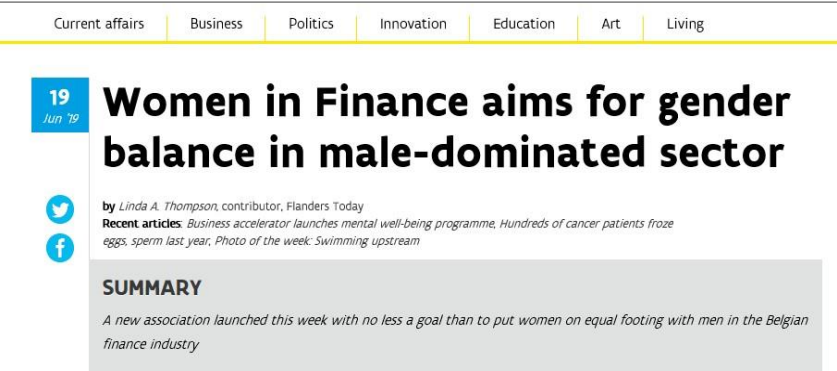 Current affairs Business Politics Innovation Education Art Living
19
Jun '19
Women in Finance aims for gender
balance in male-dominated sector
by Linda A. Thompson, contributor, Flanders Today
Recent articles: Business accelerator launches mental well-being programme, Hundreds of cancer patients froze
eggs, sperm last year, Photo of the week: Swimming upstream
SUMMARY
A new association launched this week with no less a goal than to put women on equal footing with men in the Belgian
finance industry